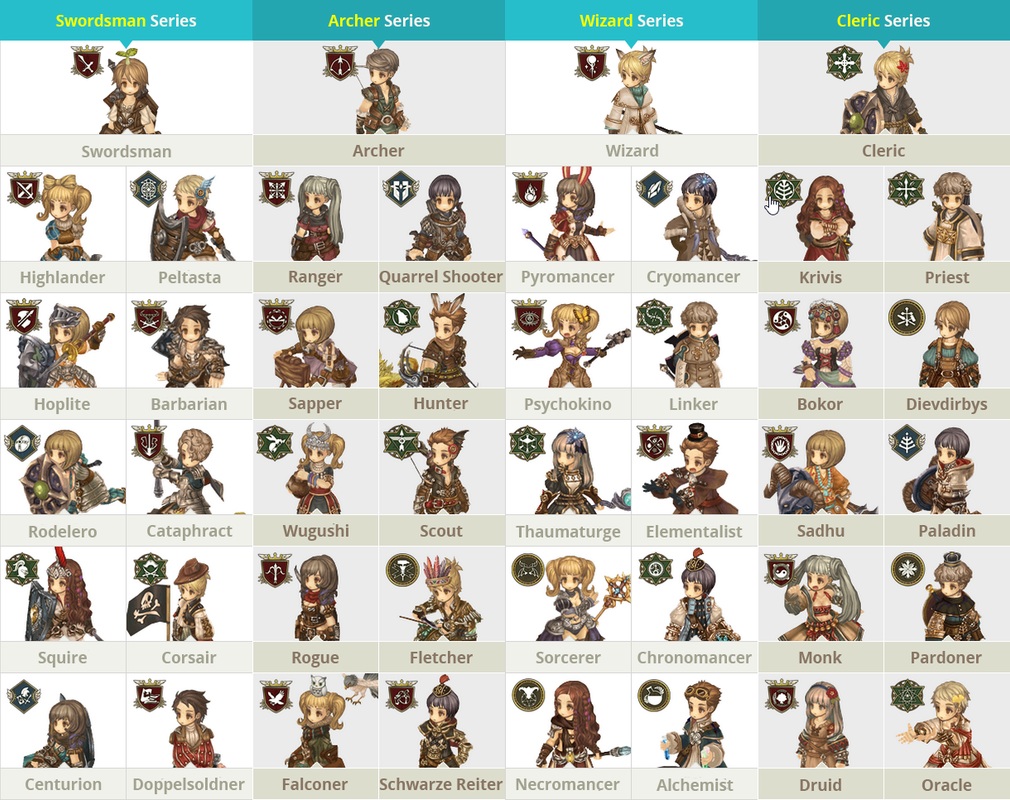 Swordsman Series
Archer Series
Wizard Series
Cleric Series
Swordsman
Archer
Wizard
Cleric
Highlander
Peltasta
Ranger
Quarrel Shooter
Pyromancer
Cryomancer
Krivis
Priest
Hoplite
Barbarian
Sapper
Hunter
Psychokino
Linker
Bokor
Dievdirbys
Rodelero
Cataphract
Wugushi
Scout
Thaumaturge
Elementalist
Sadhu
Paladin
Squire
Corsair
Rogue
Fletcher
Sorcerer
Chronomancer
Monk
Pardoner
Centurion
Doppelsoldner
Falconer
Schwarze Reiter
Necromancer
Alchemist
Druid
Oracle